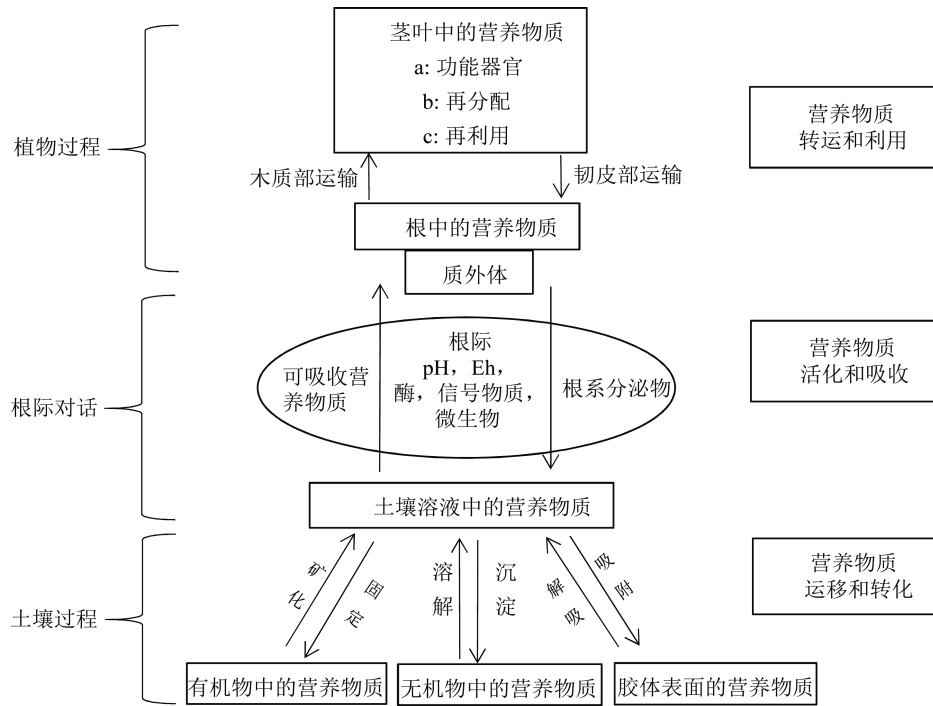 茎叶中的营养物质
a: 功能器官
b: 再分配
c: 再利用
营养物质
转运和利用
植物过程
木质部运输
韧皮部运输
根中的营养物质
质外体
根际
pH，Eh，
酶，信号物质，
微生物
可吸收营
养物质
根系分泌物
营养物质
活化和吸收
根际对话
土壤溶液中的营养物质
矿化
固定
溶解
沉淀
解吸
吸附
营养物质
运移和转化
土壤过程
有机物中的营养物质
无机物中的营养物质
胶体表面的营养物质